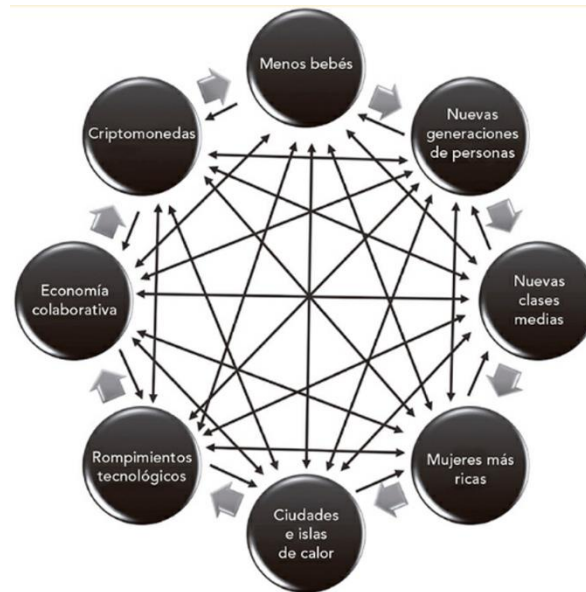 Menos bebés
Nuevas
generaciones
de personas
Nuevas
clases
medias
Mujeres más
ricas
Ciudades
e islas
de calor
Rompimientos
tecnológicos
Economía
colaborativa
Criptomonedas